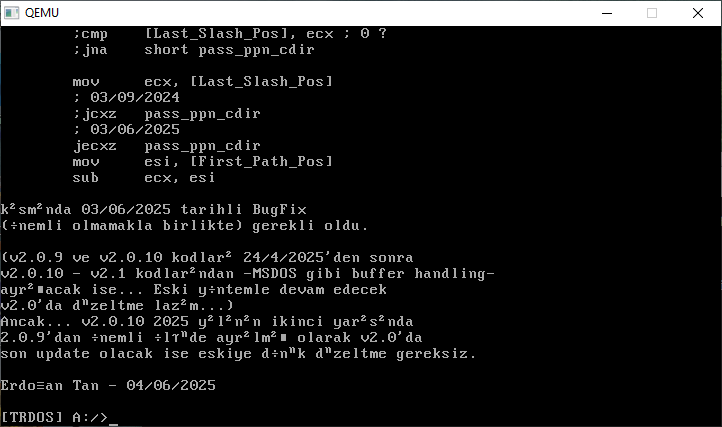 QEMU
;cmp [Last_Slash_Pos], ecx ; 0 ?
;jna short pass_ppn_cdir
mov ecx, [Last_Slash_Pos]
; 03/09/2024
;jcxz pass_ppn_cdir
; 03/06/2025
jecxz pass_ppn_cdir
mov esi, [First_Path_Pos]
sub ecx, esi
k²sm²nda 03/06/2025 tarihli BugFix
(÷nemli olmamakla birlikte) gerekli oldu.
(v2.0.9 ve v2.0.10 kodlar² 24/4/2025'den sonra
v2.0.10 - v2.1 kodlar²ndan -MSDOS gibi buffer handling-
ayr²■acak ise... Eski y÷ntemle devam edecek
v2.0'da dⁿzeltme laz²m...)
Ancak... v2.0.10 2025 y²l²n²n ikinci yar²s²nda
2.0.9'dan ÷nemli ÷lτⁿde ayr²lm²■ olarak v2.0'da
son update olacak ise eskiye d÷nⁿk dⁿzeltme gereksiz.
Erdo≡an Tan - 04/06/2025
[TRDOS] A:/>_